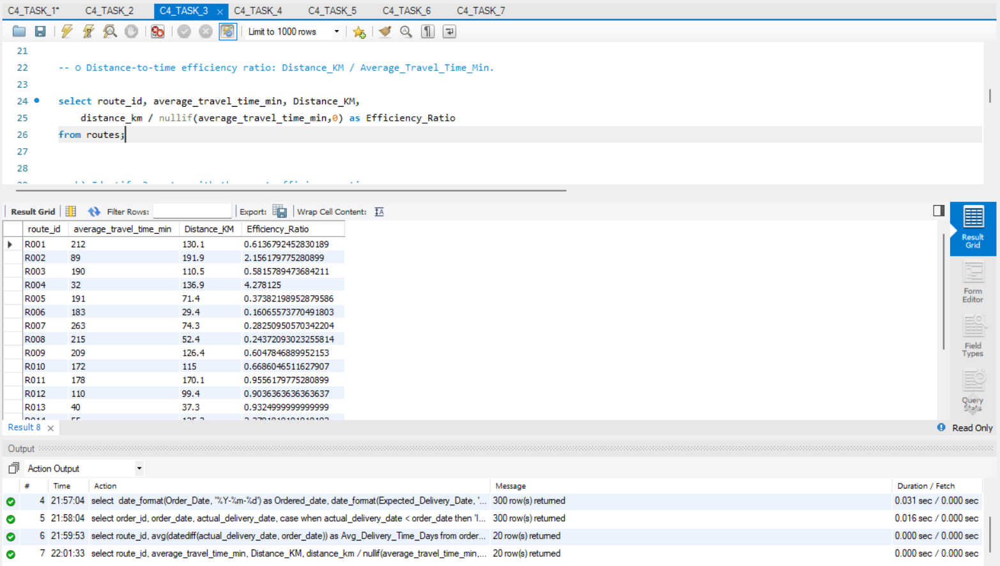 C4_TASK_1* C4_TASK_2 C4_TASK_3 C4_TASK_4 C4_TASK_5 C4_TASK_6 C4_TASK_7
Limit to 1000 rows
21
22 -- o Distance-to-time efficiency ratio: Distance_KM / Average_Travel_Time_Min.
23
24 select route_id, average_travel_time_min, Distance_KM,
25 distance_km / nullif(average_travel_time_min,0) as Efficiency_Ratio
26 from routes;
27
28
Result Grid Filter Rows: Export: Wrap Cell Content:
route_id average_travel_time_min Distance_KM Efficiency_Ratio
R001 212 130.1 0.6136792452830189
R002 89 191.9 2.156179775280899
R003 190 110.5 0.5815789473684211
R004 32 136.9 4.278125
R005 191 71.4 0.37382198952879586
R006 183 29.4 0.16065573770491803
R007 263 74.3 0.28250950570342204
R008 215 52.4 0.24372093023255814
R009 209 126.4 0.6047846889952153
R010 172 115 0.6686046511627907
R011 178 170.1 0.9556179775280899
R012 110 99.4 0.9036363636363637
R013 40 37.3 0.9324999999999999
Result
Grid
Form
Editor
Field
Types
Query
Stats
Result 8
Read Only
Output
Action Output
# Time Action Message Duration / Fetch
4 21:57:04 select date_format(Order_Date, '%Y-%m-%d') as Ordered_date, date_format(Expected_Delivery_Date, '... 300 row(s) returned 0.031 sec / 0.000 sec
5 21:58:04 select order_id, order_date, actual_delivery_date, case when actual_delivery_date < order_date then 'I... 300 row(s) returned 0.016 sec / 0.000 sec
6 21:59:53 select route_id, avg(datediff(actual_delivery_date, order_date)) as Avg_Delivery_Time_Days from order... 20 row(s) returned 0.000 sec / 0.000 sec
7 22:01:33 select route_id, average_travel_time_min, Distance_KM, distance_km / nullif(average_travel_time_min,... 20 row(s) returned 0.000 sec / 0.000 sec